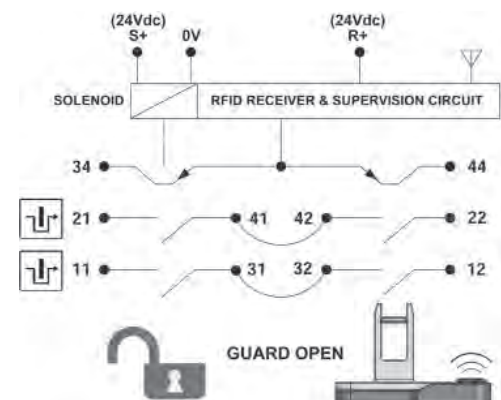 (24Vdc) (24Vdc)
S+ 0V R+
SOLENOID RFID RECEIVER & SUPERVISION CIRCUIT
34 44
21 41 42 22
11 31 32 12
GUARD OPEN